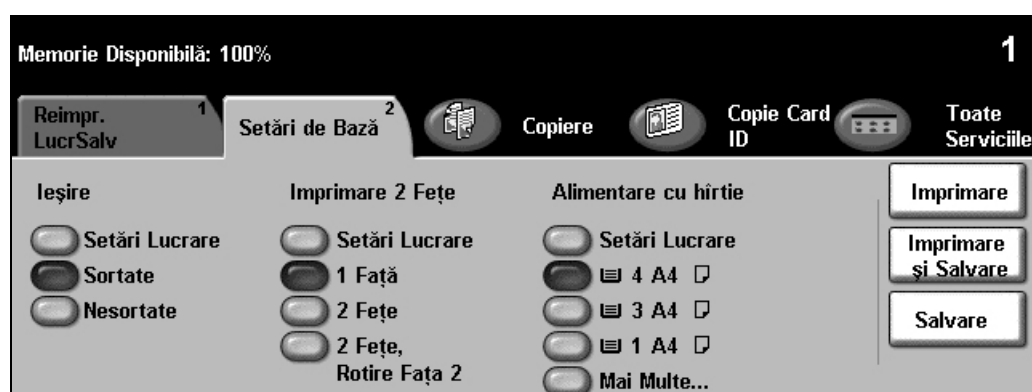 Memorie Disponibilă: 100%
1
Reimpr. 1
LucrSalv
Setări de Bază 2
Copiere
Copie Card
ID
Toate
Serviciile
Ieşire
Setări Lucrare
Sortate
Nesortate
Imprimare 2 Feţe
Setări Lucrare
1 Faţă
2 Feţe
2 Feţe,
Rotire Faţa 2
Alimentare cu hîrtie
Setări Lucrare
4 A4
3 A4
1 A4
Mai Multe...
Imprimare
Imprimare
şi Salvare
Salvare